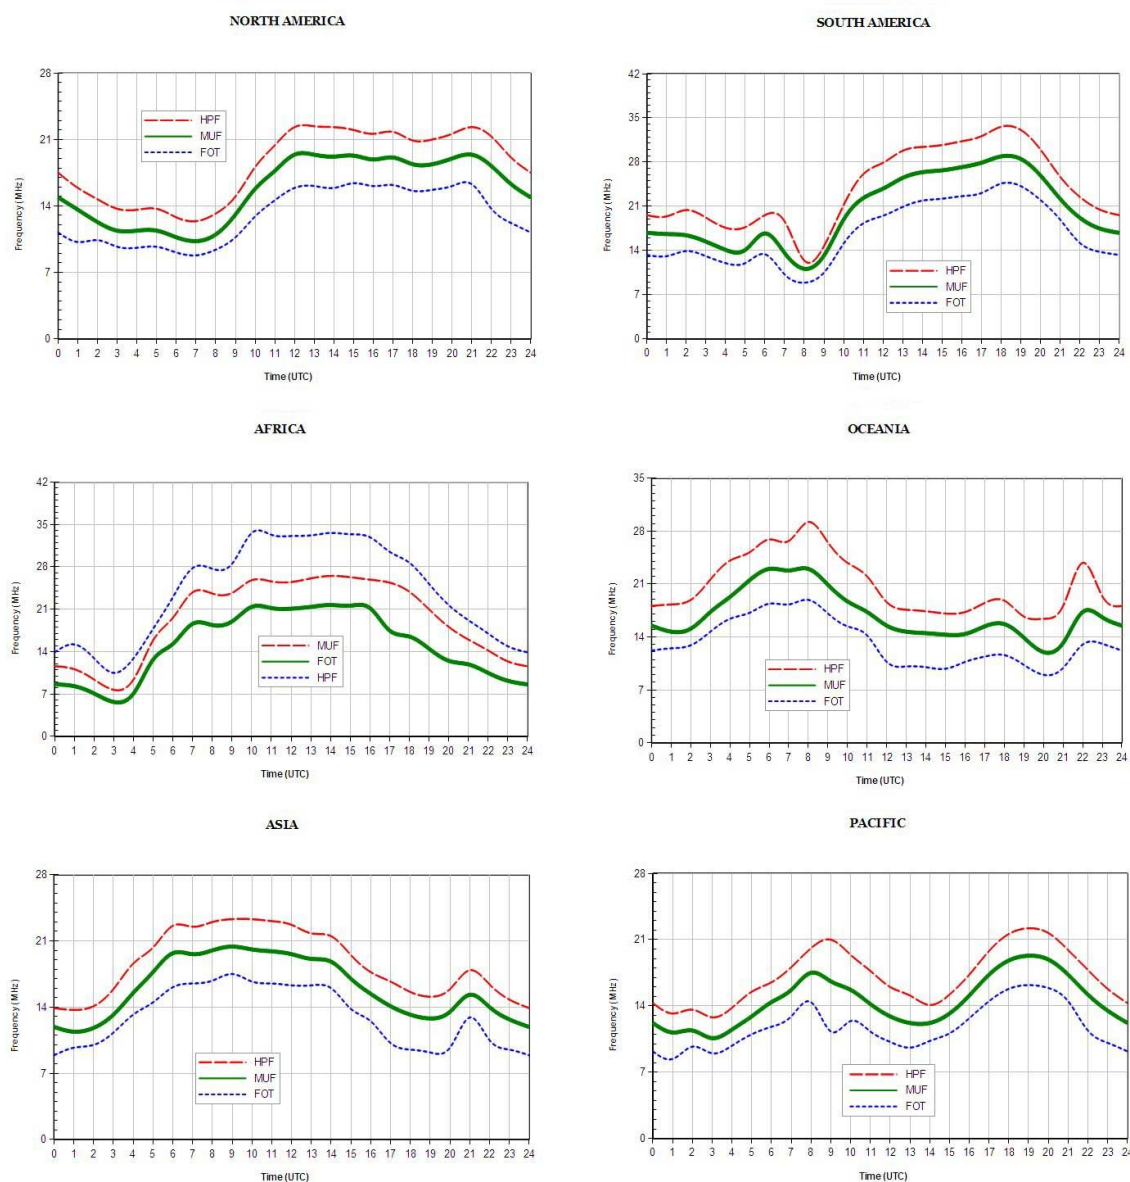 NORTH AMERICA
28
21
14
7
0
Frequency (MHz)
HPF
MUF
FOT
0 1 2 3 4 5 6 7 8 9 10 11 12 13 14 15 16 17 18 19 20 21 22 23 24
Time (UTC)
SOUTH AMERICA
42
35
28
21
14
7
0
Frequency (MHz)
HPF
MUF
FOT
0 1 2 3 4 5 6 7 8 9 10 11 12 13 14 15 16 17 18 19 20 21 22 23 24
Time (UTC)
AFRICA
42
35
28
21
14
7
0
Frequency (MHz)
MUF
FOT
HPF
0 1 2 3 4 5 6 7 8 9 10 11 12 13 14 15 16 17 18 19 20 21 22 23 24
Time (UTC)
OCEANIA
35
28
21
14
7
0
Frequency (MHz)
HPF
MUF
FOT
0 1 2 3 4 5 6 7 8 9 10 11 12 13 14 15 16 17 18 19 20 21 22 23 24
Time (UTC)
ASIA
28
21
14
7
0
Frequency (MHz)
HPF
MUF
FOT
0 1 2 3 4 5 6 7 8 9 10 11 12 13 14 15 16 17 18 19 20 21 22 23 24
Time (UTC)
PACIFIC
28
21
14
7
0
Frequency (MHz)
HPF
MUF
FOT
0 1 2 3 4 5 6 7 8 9 10 11 12 13 14 15 16 17 18 19 20 21 22 23 24
Time (UTC)